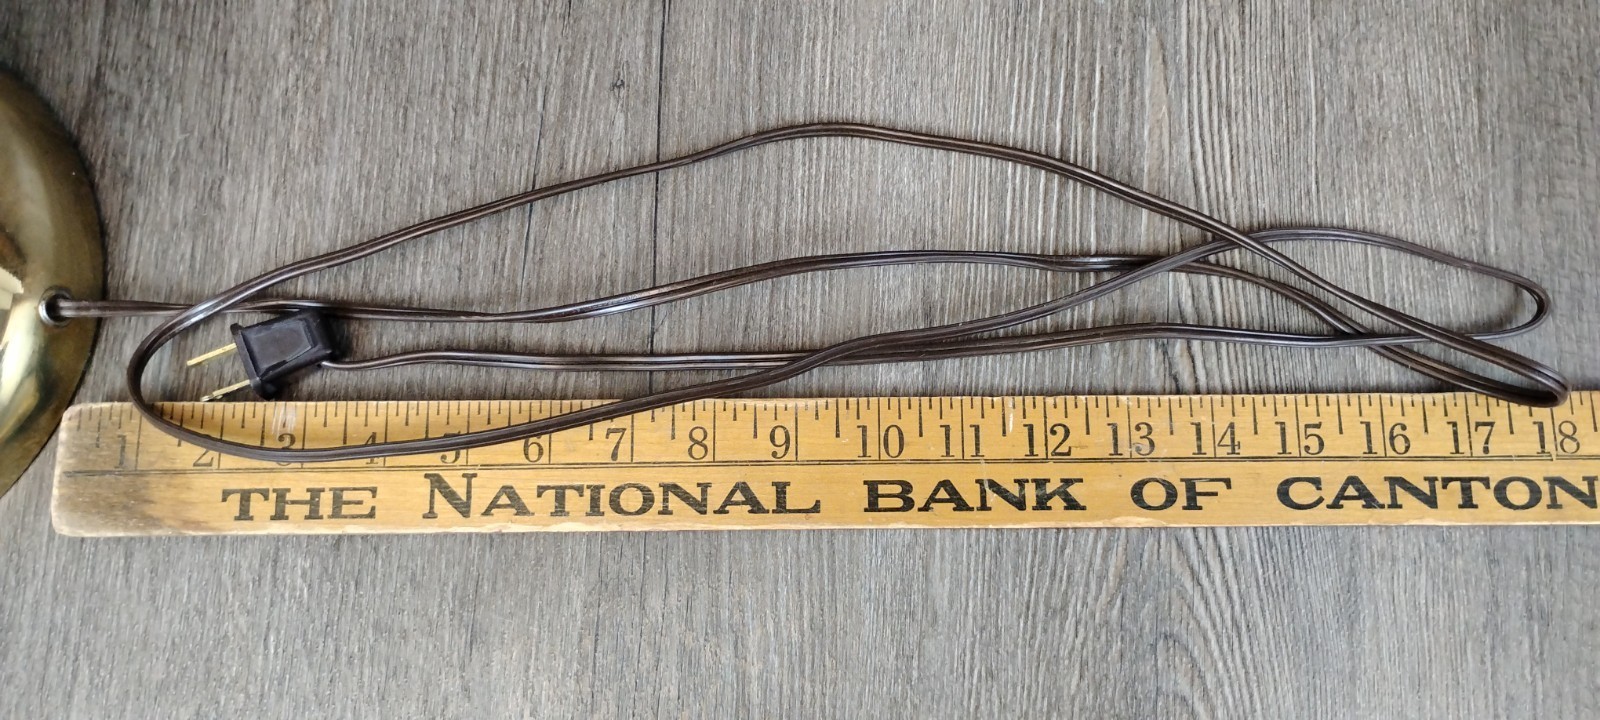 1 2 3 4 5 6 7 8 9 10 11 12 13 14 15 16 17 18
THE NATIONAL BANK OF CANTON